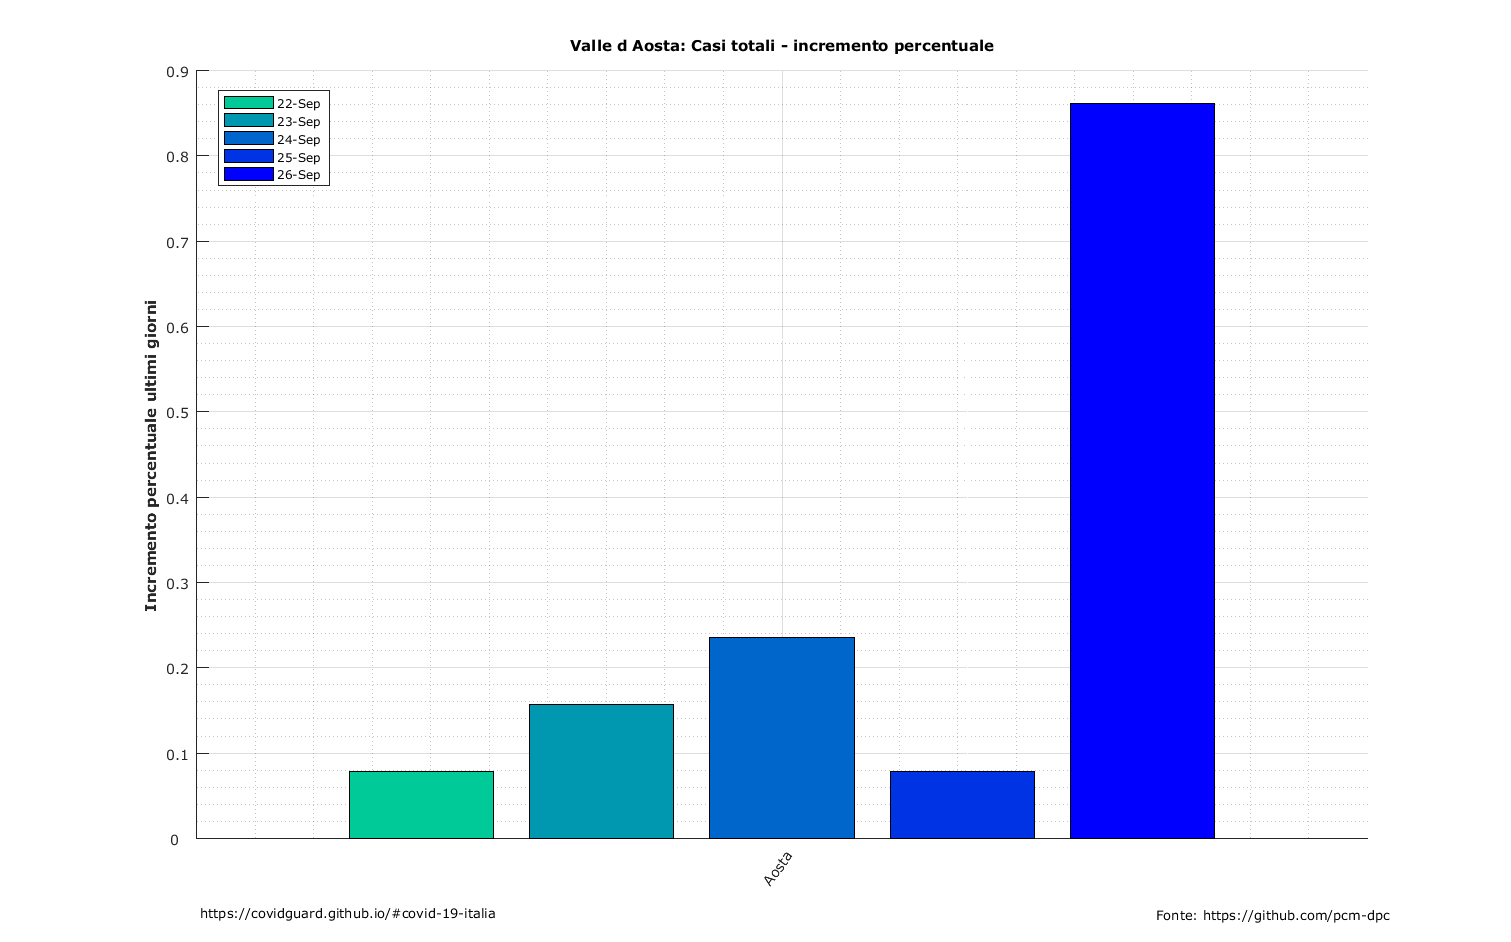 Valle d Aosta: Casi totali - incremento percentuale
0.9
0.8
0.7
0.6
0.5
0.4
0.3
0.2
0.1
0
Incremento percentuale ultimi giorni
22-Sep
23-Sep
24-Sep
25-Sep
26-Sep
Aosta
https://covidguard.github.io/#covid-19-italia
Fonte: https://github.com/pcm-dpc